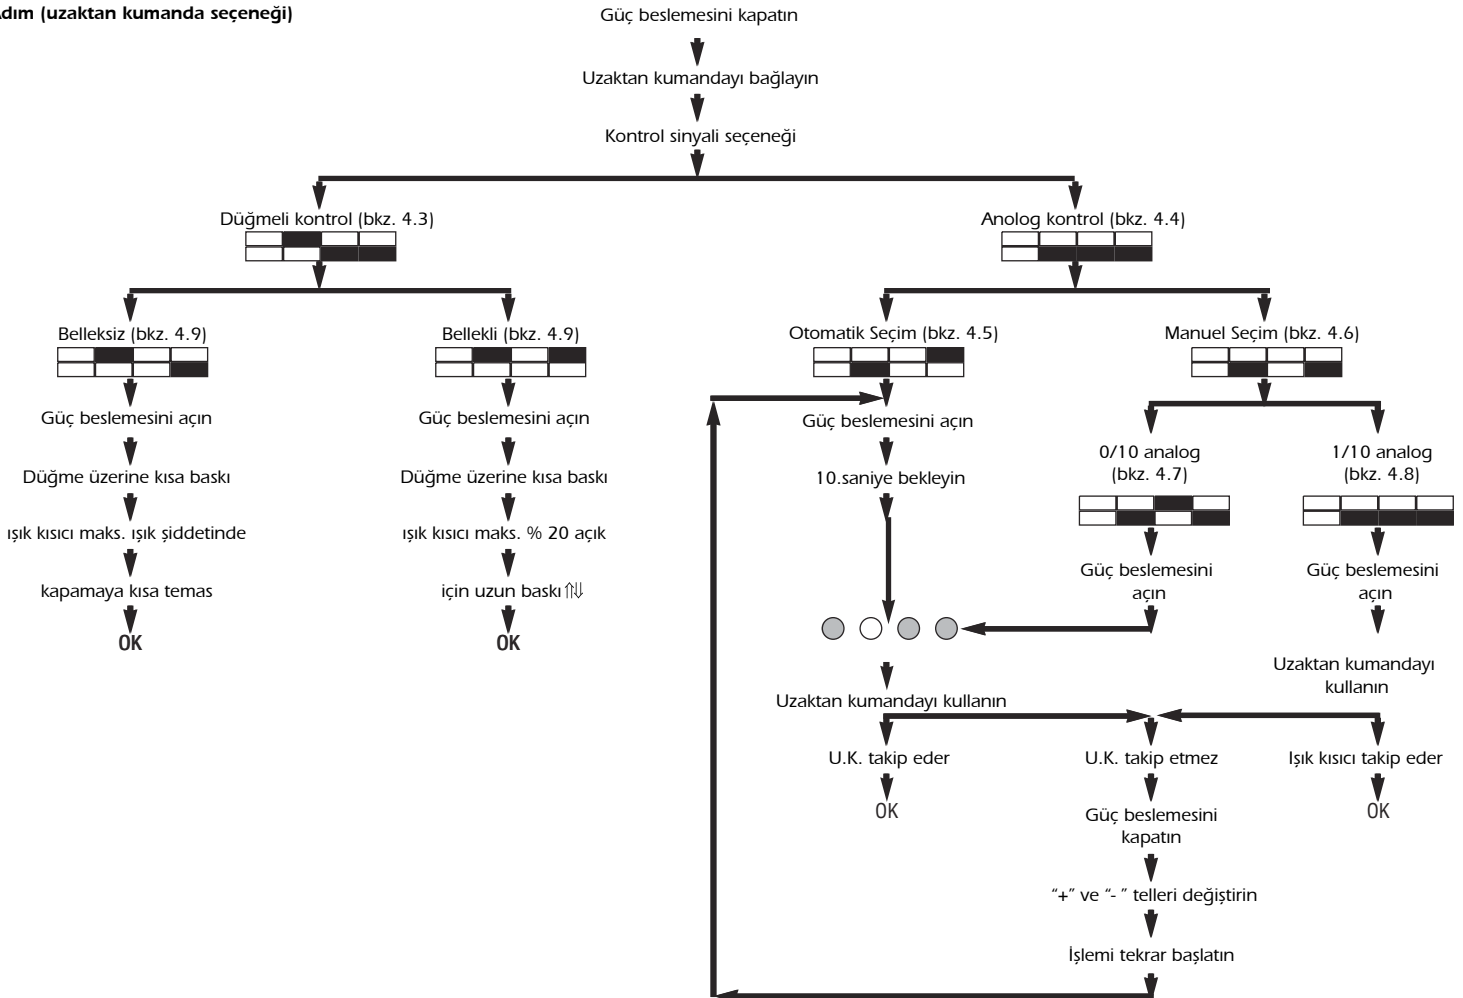 dım (uzaktan kumanda seçeneği)
Güç beslemesini kapatın
Uzaktan kumandayı bağlayın
Kontrol sinyali seçeneği
Düğmeli kontrol (bkz. 4.3)
Anolog kontrol (bkz. 4.4)
Belleksiz (bkz. 4.9)
Bellekli (bkz. 4.9)
Otomatik Seçim (bkz. 4.5)
Manuel Seçim (bkz. 4.6)
Güç beslemesini açın
Güç beslemesini açın
Güç beslemesini açın
0/10 analog
(bkz. 4.7)
1/10 analog
(bkz. 4.8)
Düğme üzerine kısa baskı
Düğme üzerine kısa baskı
10.saniye bekleyin
ışık kısıcı maks. ışık şiddetinde
ışık kısıcı maks. % 20 açık
Güç beslemesini
açın
Güç beslemesini
açın
kapamaya kısa temas
için uzun baskı ⇑⇓
OK
OK
Uzaktan kumandayı
kullanın
Uzaktan kumandayı kullanın
U.K. takip eder
U.K. takip etmez
Işık kısıcı takip eder
OK
OK
Güç beslemesini
kapatın
“+” ve “- ” telleri değiştirin
İşlemi tekrar başlatın